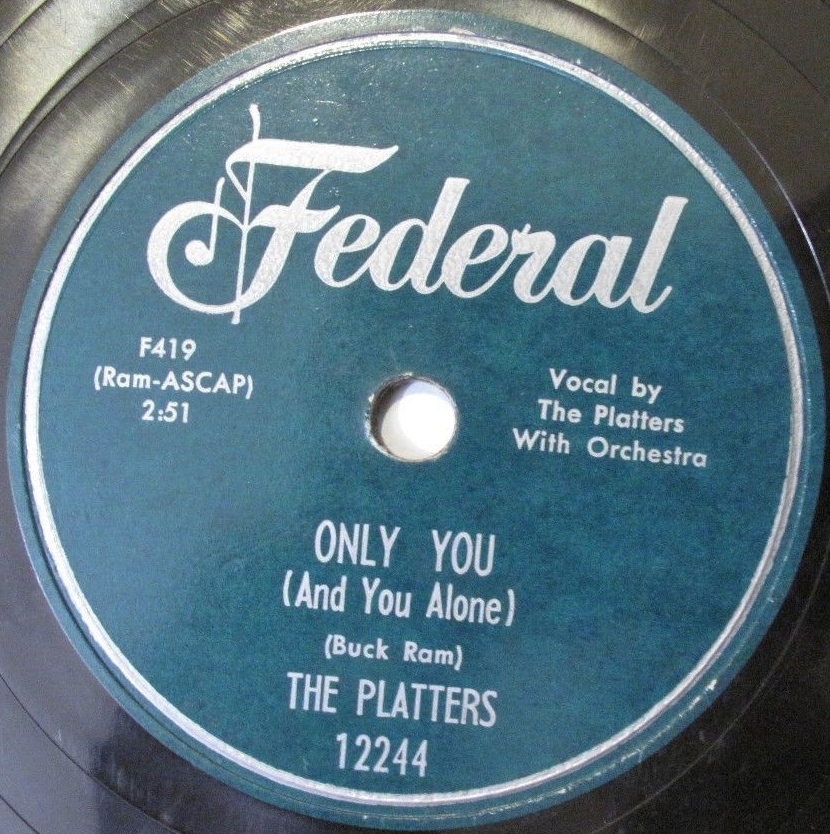 Federal
F419
(Ram-ASCAP)
2:51
Vocal by
The Platters
With Orchestra
ONLY YOU
(And You Alone)
(Buck Ram)
THE PLATTERS
12244